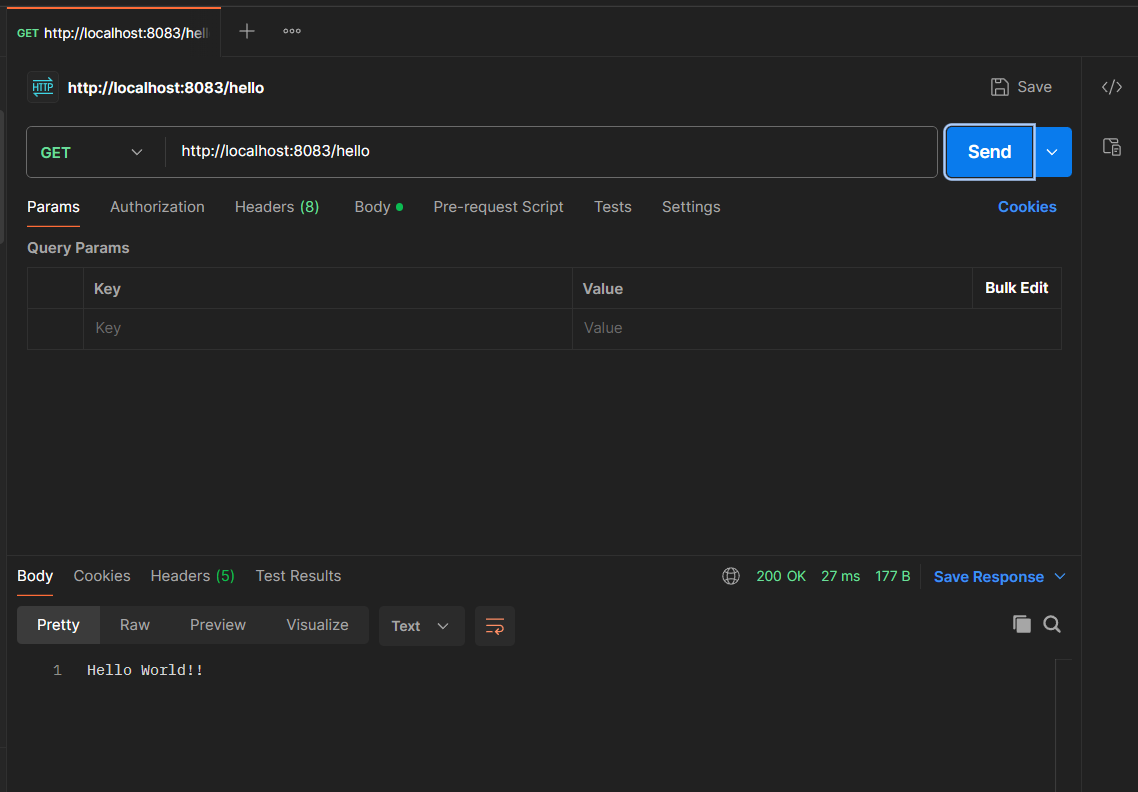 GET http://localhost:8083/hell
HTTP http://localhost:8083/hello Save
GET http://localhost:8083/hello Send
Params Authorization Headers (8) Body Pre-request Script Tests Settings Cookies
Query Params
Key Value Bulk Edit
Key Value
Body Cookies Headers (5) Test Results 200 OK 27 ms 177 B Save Response
Pretty Raw Preview Visualize Text
1 Hello World!!